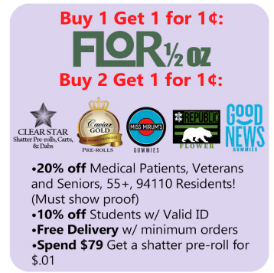 Buy 1 Get 1 for 1¢:
FLOR ½ OZ
Buy 2 Get 1 for 1¢:
CLEAR STAR
Shatter Pre-rolls, Carts,
& Dabs
Caviar
GOLD
PRE-ROLLS
MISS MIRIUM'S
GUMMIES
REPUBLIC
FLOWER
GOOD
NEWS
GUMMIES
•20% off Medical Patients, Veterans
and Seniors, 55+, 94110 Residents!
(Must show proof)
•10% off Students w/ Valid ID
•Free Delivery w/ minimum orders
•Spend $79 Get a shatter pre-roll for
$.01